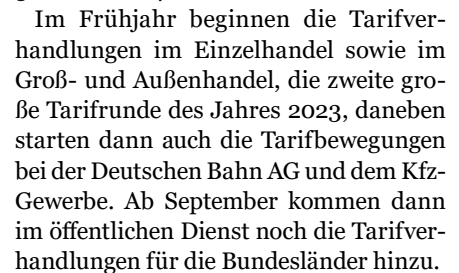 Im Frühjahr beginnen die Tarifver-
handlungen im Einzelhandel sowie im
Groß- und Außenhandel, die zweite gro-
ße Tarifrunde des Jahres 2023, daneben
starten dann auch die Tarifbewegungen
bei der Deutschen Bahn AG und dem Kfz-
Gewerbe. Ab September kommen dann
im öffentlichen Dienst noch die Tarifver-
handlungen für die Bundesländer hinzu.